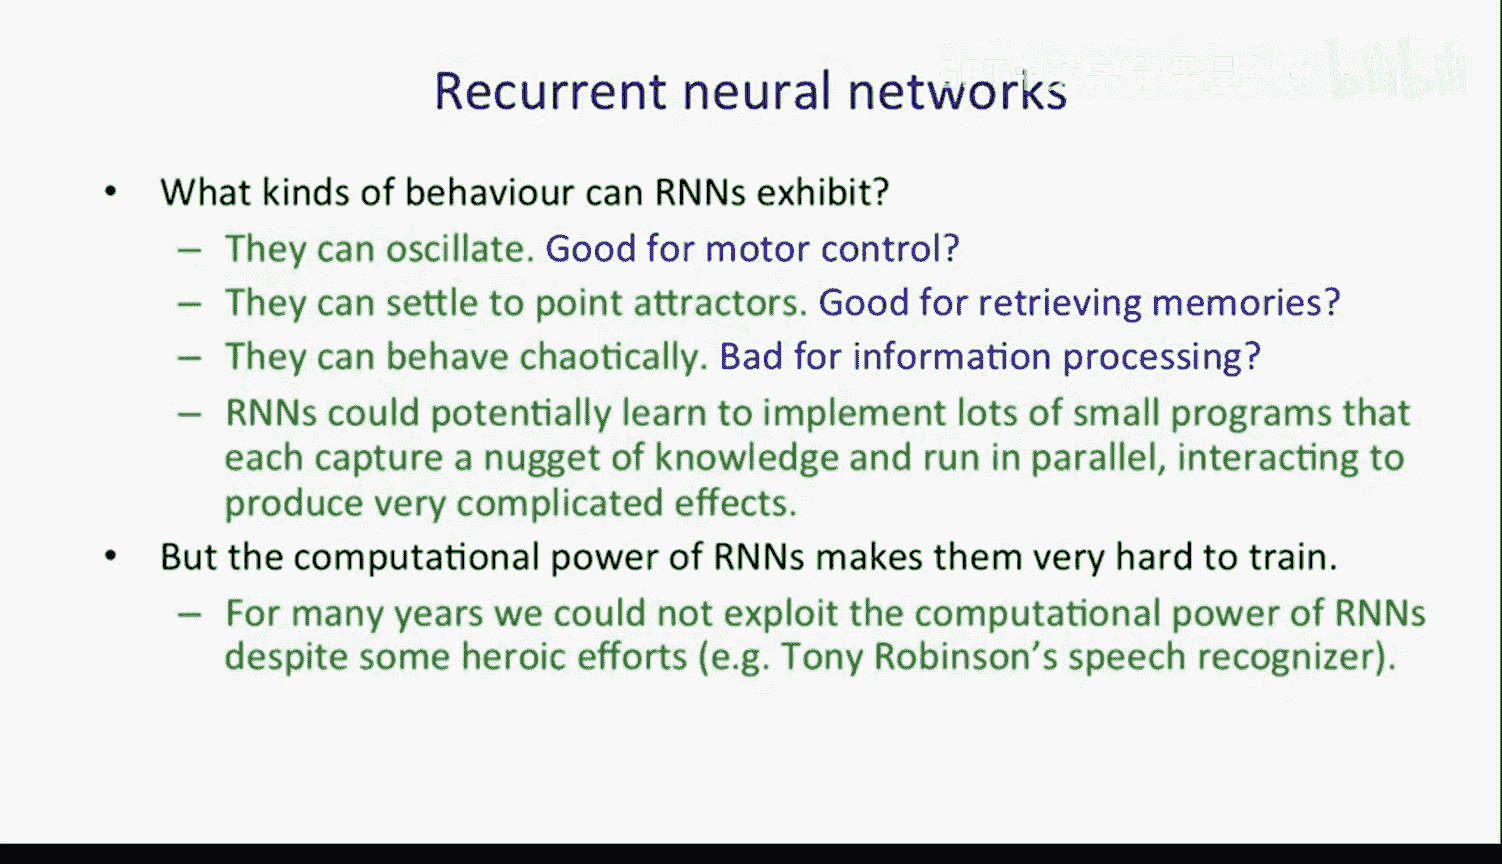 Recurrent neural networks
bilibili
• What kinds of behaviour can RNNs exhibit?
– They can oscillate. Good for motor control?
– They can settle to point attractors. Good for retrieving memories?
– They can behave chaotically. Bad for information processing?
– RNNs could potentially learn to implement lots of small programs that
each capture a nugget of knowledge and run in parallel, interacting to
produce very complicated effects.
• But the computational power of RNNs makes them very hard to train.
– For many years we could not exploit the computational power of RNNs
despite some heroic efforts (e.g. Tony Robinson’s speech recognizer).